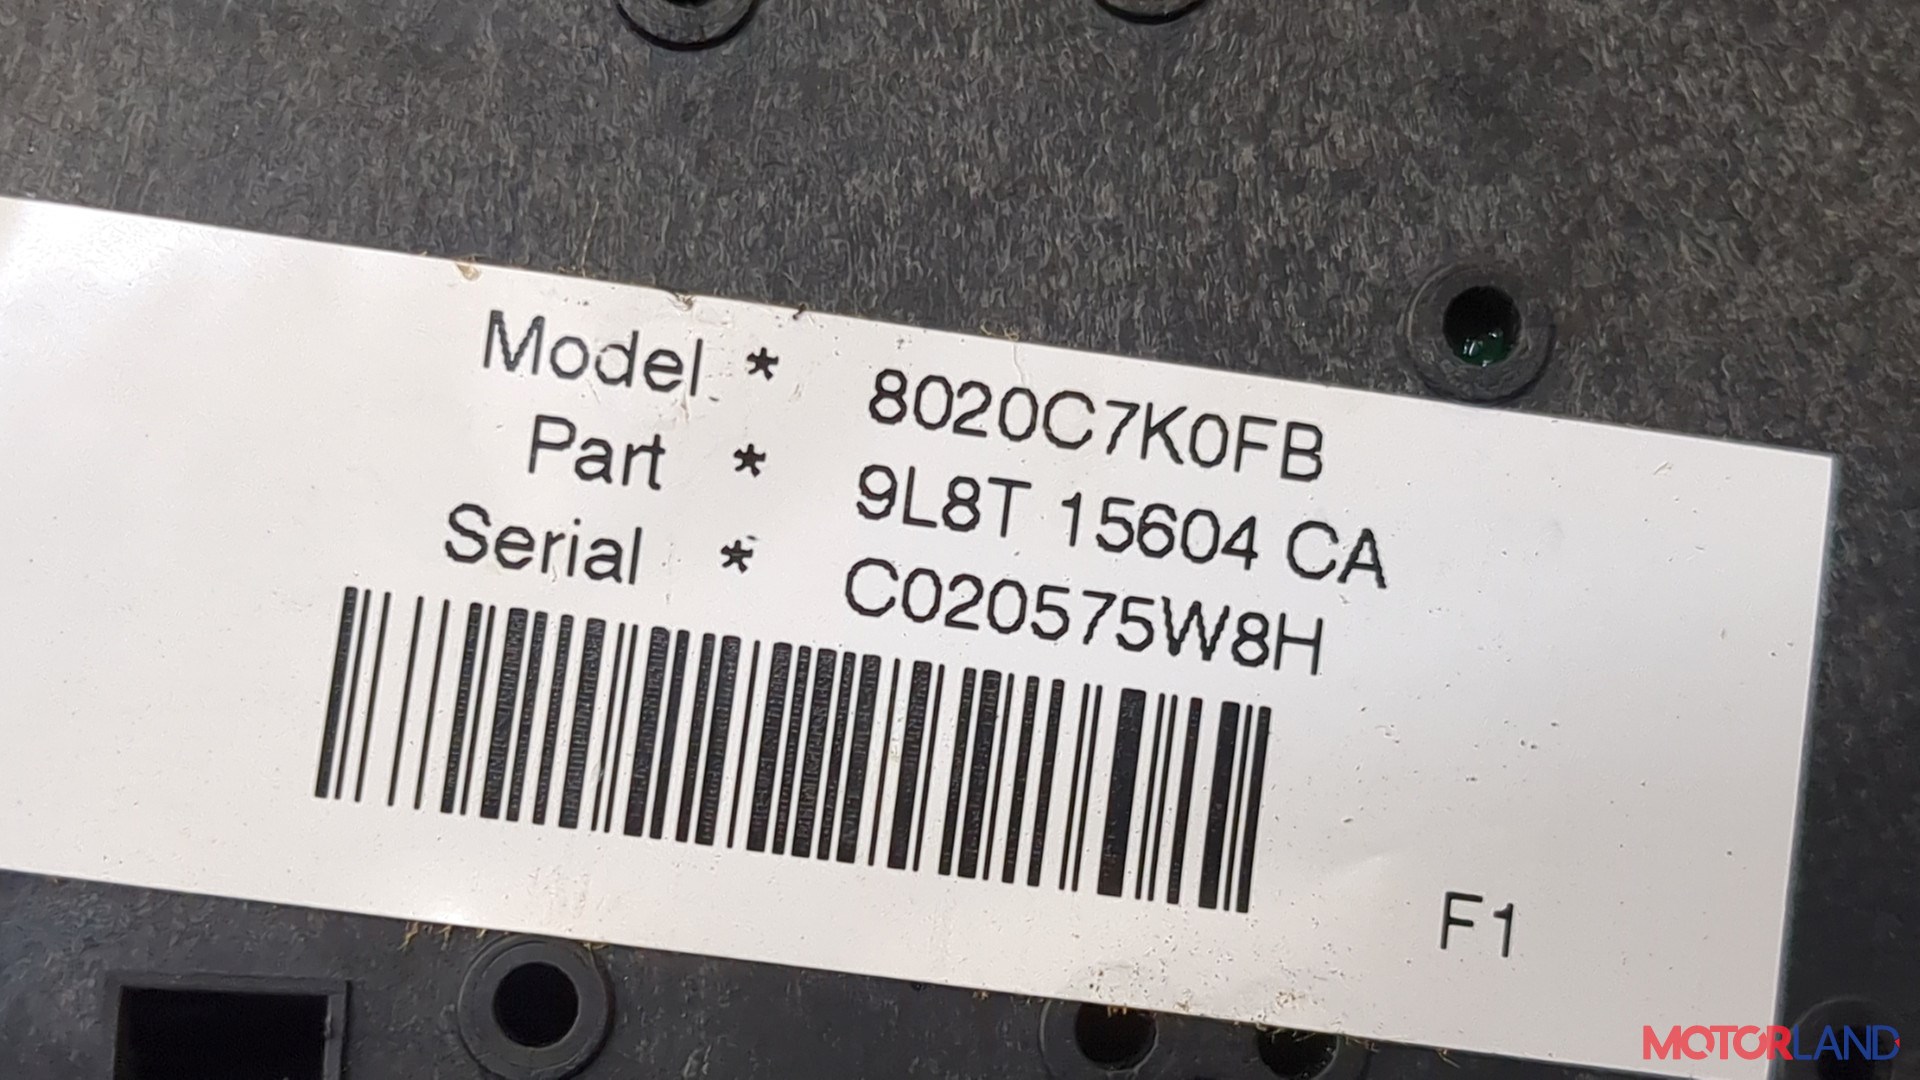 Model * 8020C7K0FB
Part * 9L8T 15604 CA
Serial * C020575W8H
F1
MOTORLAND